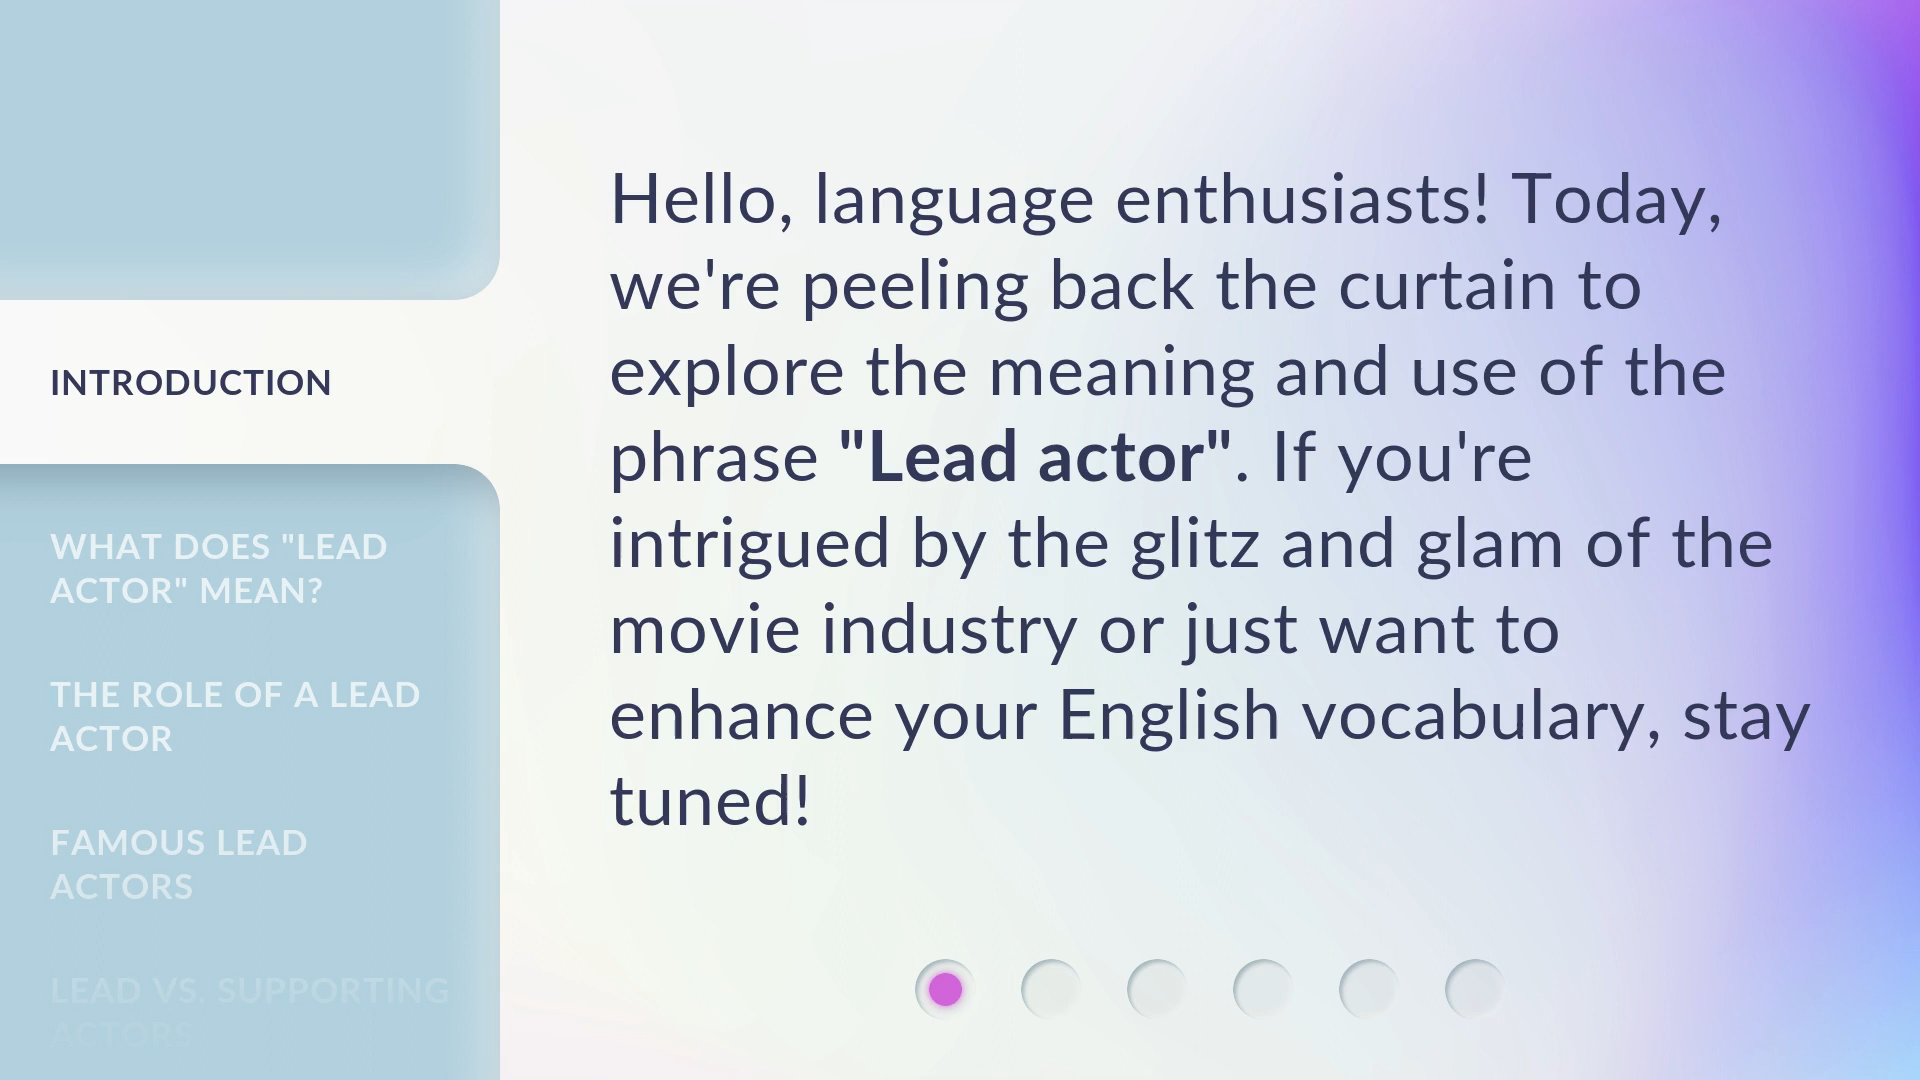 INTRODUCTION
WHAT DOES "LEAD
ACTOR" MEAN?
THE ROLE OF A LEAD
ACTOR
FAMOUS LEAD
ACTORS
LEAD VS. SUPPORTING
ACTORS
Hello, language enthusiasts! Today,
we're peeling back the curtain to
explore the meaning and use of the
phrase "Lead actor". If you're
intrigued by the glitz and glam of the
movie industry or just want to
enhance your English vocabulary, stay
tuned!